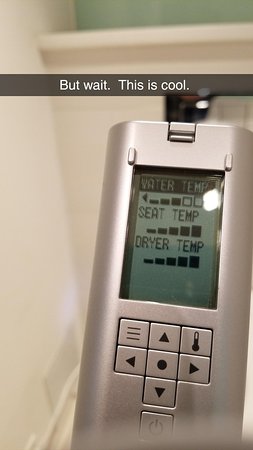 But wait. This is cool.
WATER TEMP
SEAT TEMP
DRYER TEMP